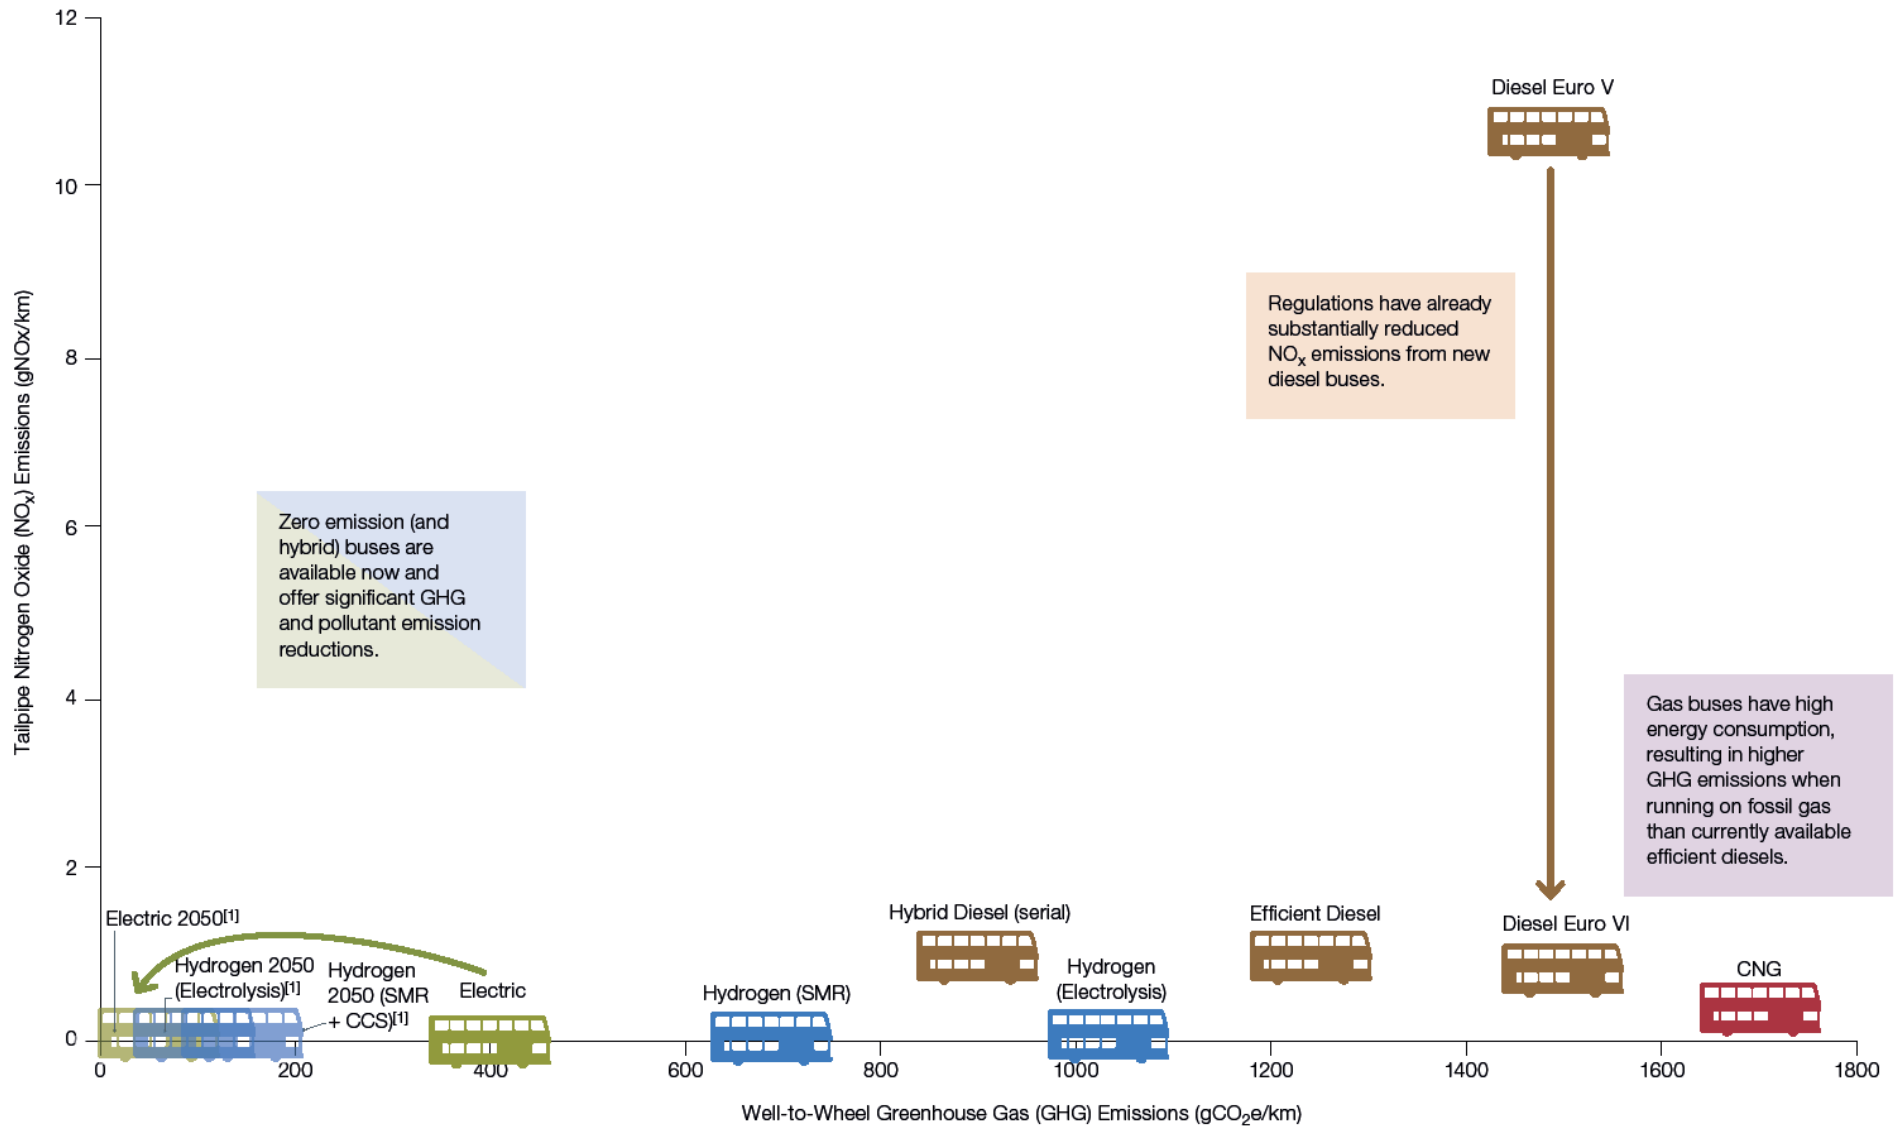 12
10
8
6
4
2
0
Tailpipe Nitrogen Oxide (NOx) Emissions (gNOx/km)
Diesel Euro V
Regulations have already
substantially reduced
NOx emissions from new
diesel buses.
Zero emission (and
hybrid) buses are
available now and
offer significant GHG
and pollutant emission
reductions.
Gas buses have high
energy consumption,
resulting in higher
GHG emissions when
running on fossil gas
than currently available
efficient diesels.
Electric 2050[1]
Hydrogen 2050
(Electrolysis)[1]
Hydrogen
2050 (SMR
+ CCS)[1]
Electric
Hydrogen (SMR)
Hybrid Diesel (serial)
Hydrogen
(Electrolysis)
Efficient Diesel
Diesel Euro VI
CNG
0
200
400
600
800
1000
1200
1400
1600
1800
Well-to-Wheel Greenhouse Gas (GHG) Emissions (gCO2e/km)